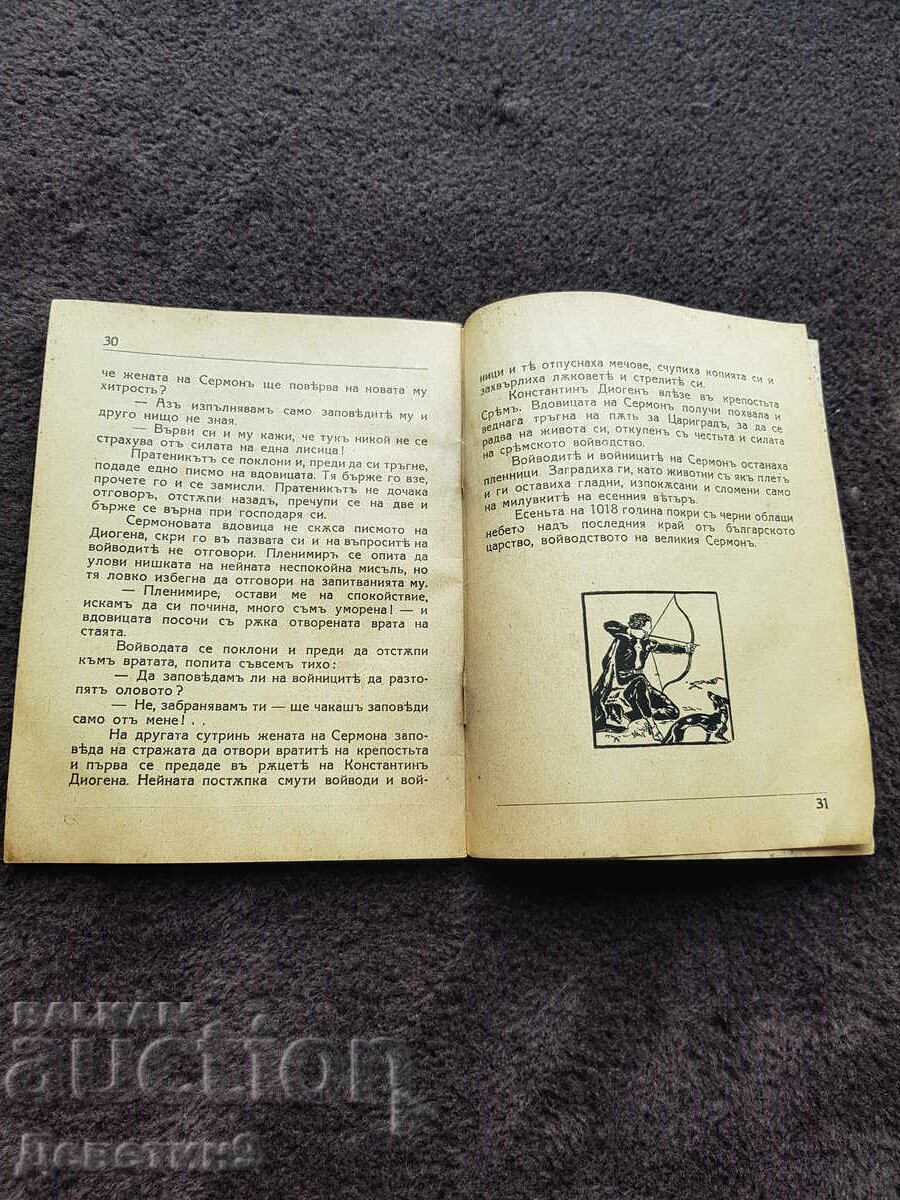 30
че жената на Сермонъ ще повѣрва на новата му
хитрость?
— Азъ изпълнявамъ само заповѣдитѣ му и
друго нищо не зная.
— Върви си и му кажи, че тукъ никой не се
страхува отъ силата на една лисица!
Пратеникътъ се поклони и, преди да си тръгне,
подаде едно писмо на вдовицата. Тя бърже го взе,
прочете го и се замисли. Пратеникътъ не дочака
отговоръ, отстѫпи назадъ, пречупи се на две и
бърже се върна при господаря си.
Сермоновата вдовица не скѫса писмото на
Диогена, скри го въ пазвата си и на въпроситѣ на
войводитѣ не отговори. Пленимиръ се опита да
улови нишката на нейната неспокойна мисъль, но
тя ловко избегна да отговори на запитванията му.
— Пленимире, остави ме на спокойствие,
искамъ да си почина, много съмъ уморена! — и
вдовицата посочи съ рѫка отворената врата на
стаята.
Войводата се поклони и преди да отстѫпи
къмъ вратата, попита съвсемъ тихо:
— Да заповѣдамъ ли на войницитѣ да разто-
пятъ оловото?
— Не, забранявамъ ти — ще чакашъ заповѣди
само отъ мене! . .
На другата сутринь жената на Сермона запо-
вѣда на стражата да отвори вратитѣ на крепостьта
и първа се предаде въ рѫцетѣ на Константинъ
Диогена. Нейната постѫпка смути войводи и вой-
ници и тѣ отпуснаха мечове, счупиха копията си и
захвърлиха лѫковетѣ и стрелитѣ си.
Константинъ Диогенъ влѣзе въ крепостьта
Срѣмъ. Вдовицата на Сермонъ получи похвала и
веднага тръгна на пѫть за Цариградъ, за да се
радва на живота си, откупенъ съ честьта и силата
на срѣмското войводство.
Войводитѣ и войницитѣ на Сермонъ останаха
пленници. Заградиха ги, като животни съ якъ плетъ
и ги оставиха гладни, изпокѫсани и сломени само
на милувкитѣ на есенния вѣтъръ.
Есеньта на 1018 година покри съ черни облаци
небето надъ последния край отъ българското
царство, войводството на великия Сермонъ.
31
BALKAN
auction
Деветин9